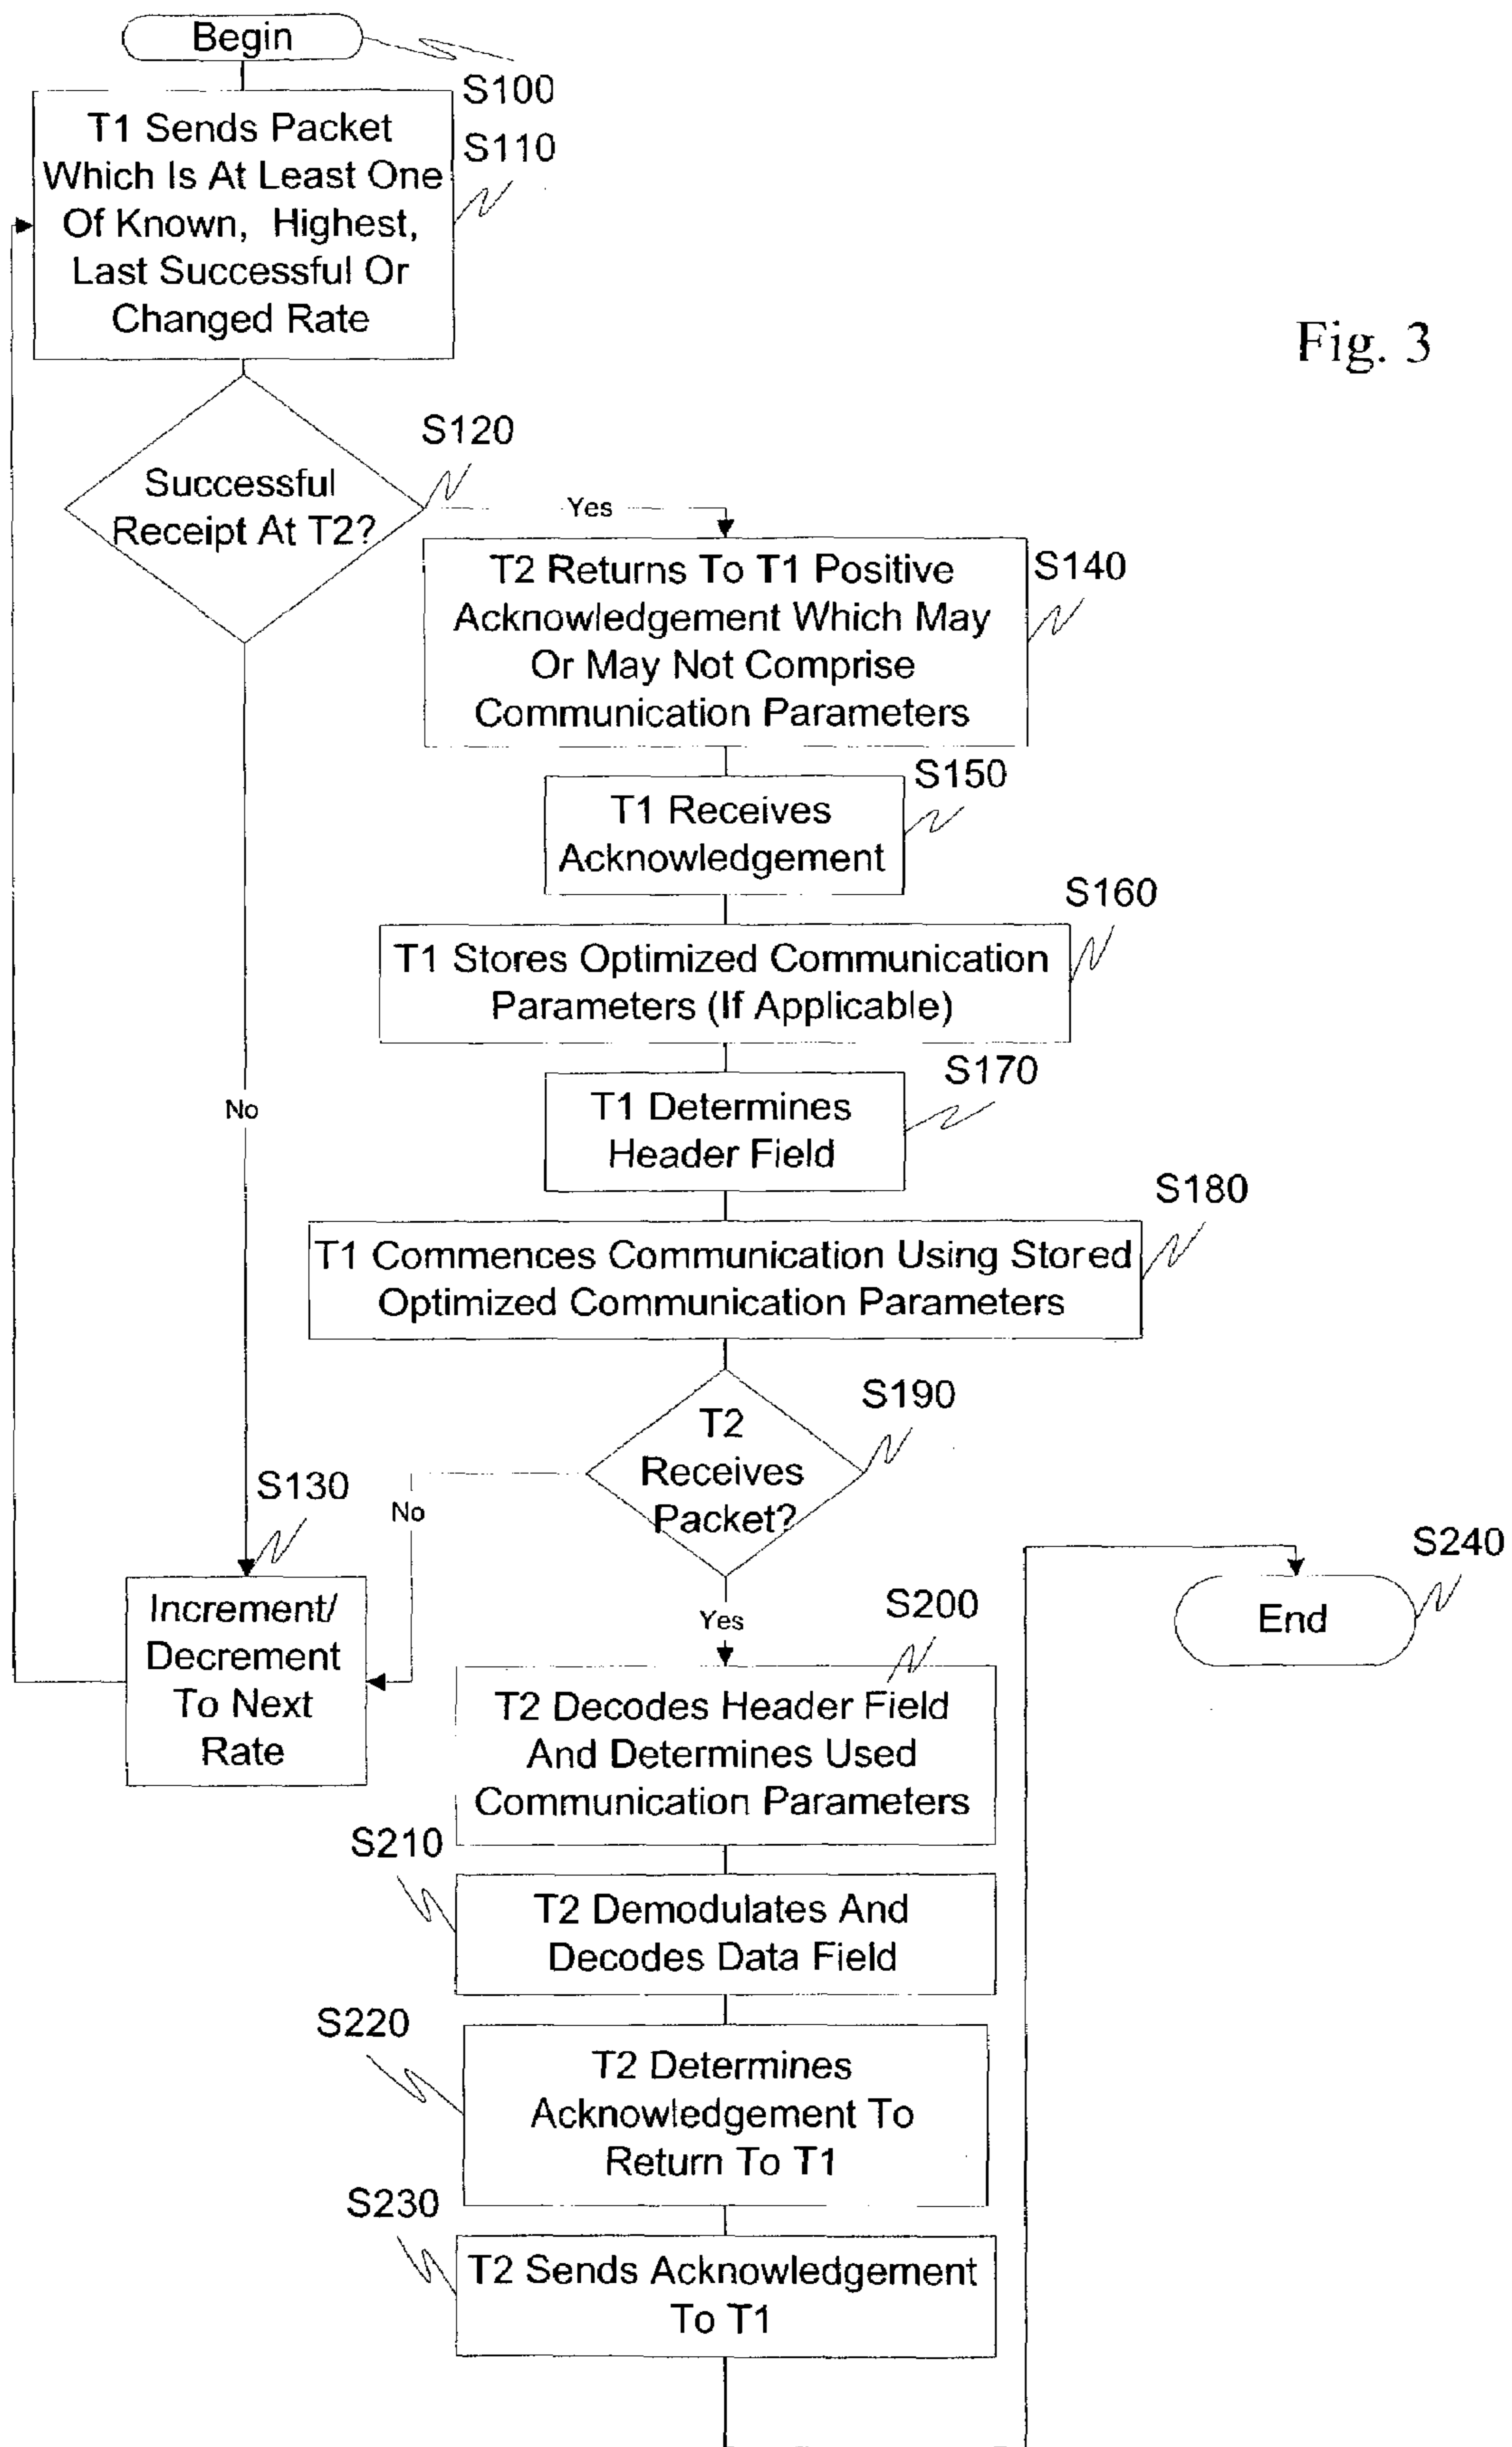 Begin
S100
T1 Sends Packet
Which Is At Least One
Of Known, Highest,
Last Successful Or
Changed Rate
S110
Fig. 3
Successful
Receipt At T2?
S120
Yes
T2 Returns To T1 Positive
Acknowledgement Which May
Or May Not Comprise
Communication Parameters
S140
T1 Receives
Acknowledgement
S150
T1 Stores Optimized Communication
Parameters (If Applicable)
S160
T1 Determines
Header Field
S170
No
T1 Commences Communication Using Stored
Optimized Communication Parameters
S180
T2
Receives
Packet?
S190
No
Yes
S130
Increment/
Decrement
To Next
Rate
S240
End
S200
T2 Decodes Header Field
And Determines Used
Communication Parameters
S210
T2 Demodulates And
Decodes Data Field
S220
T2 Determines
Acknowledgement To
Return To T1
S230
T2 Sends Acknowledgement
To T1